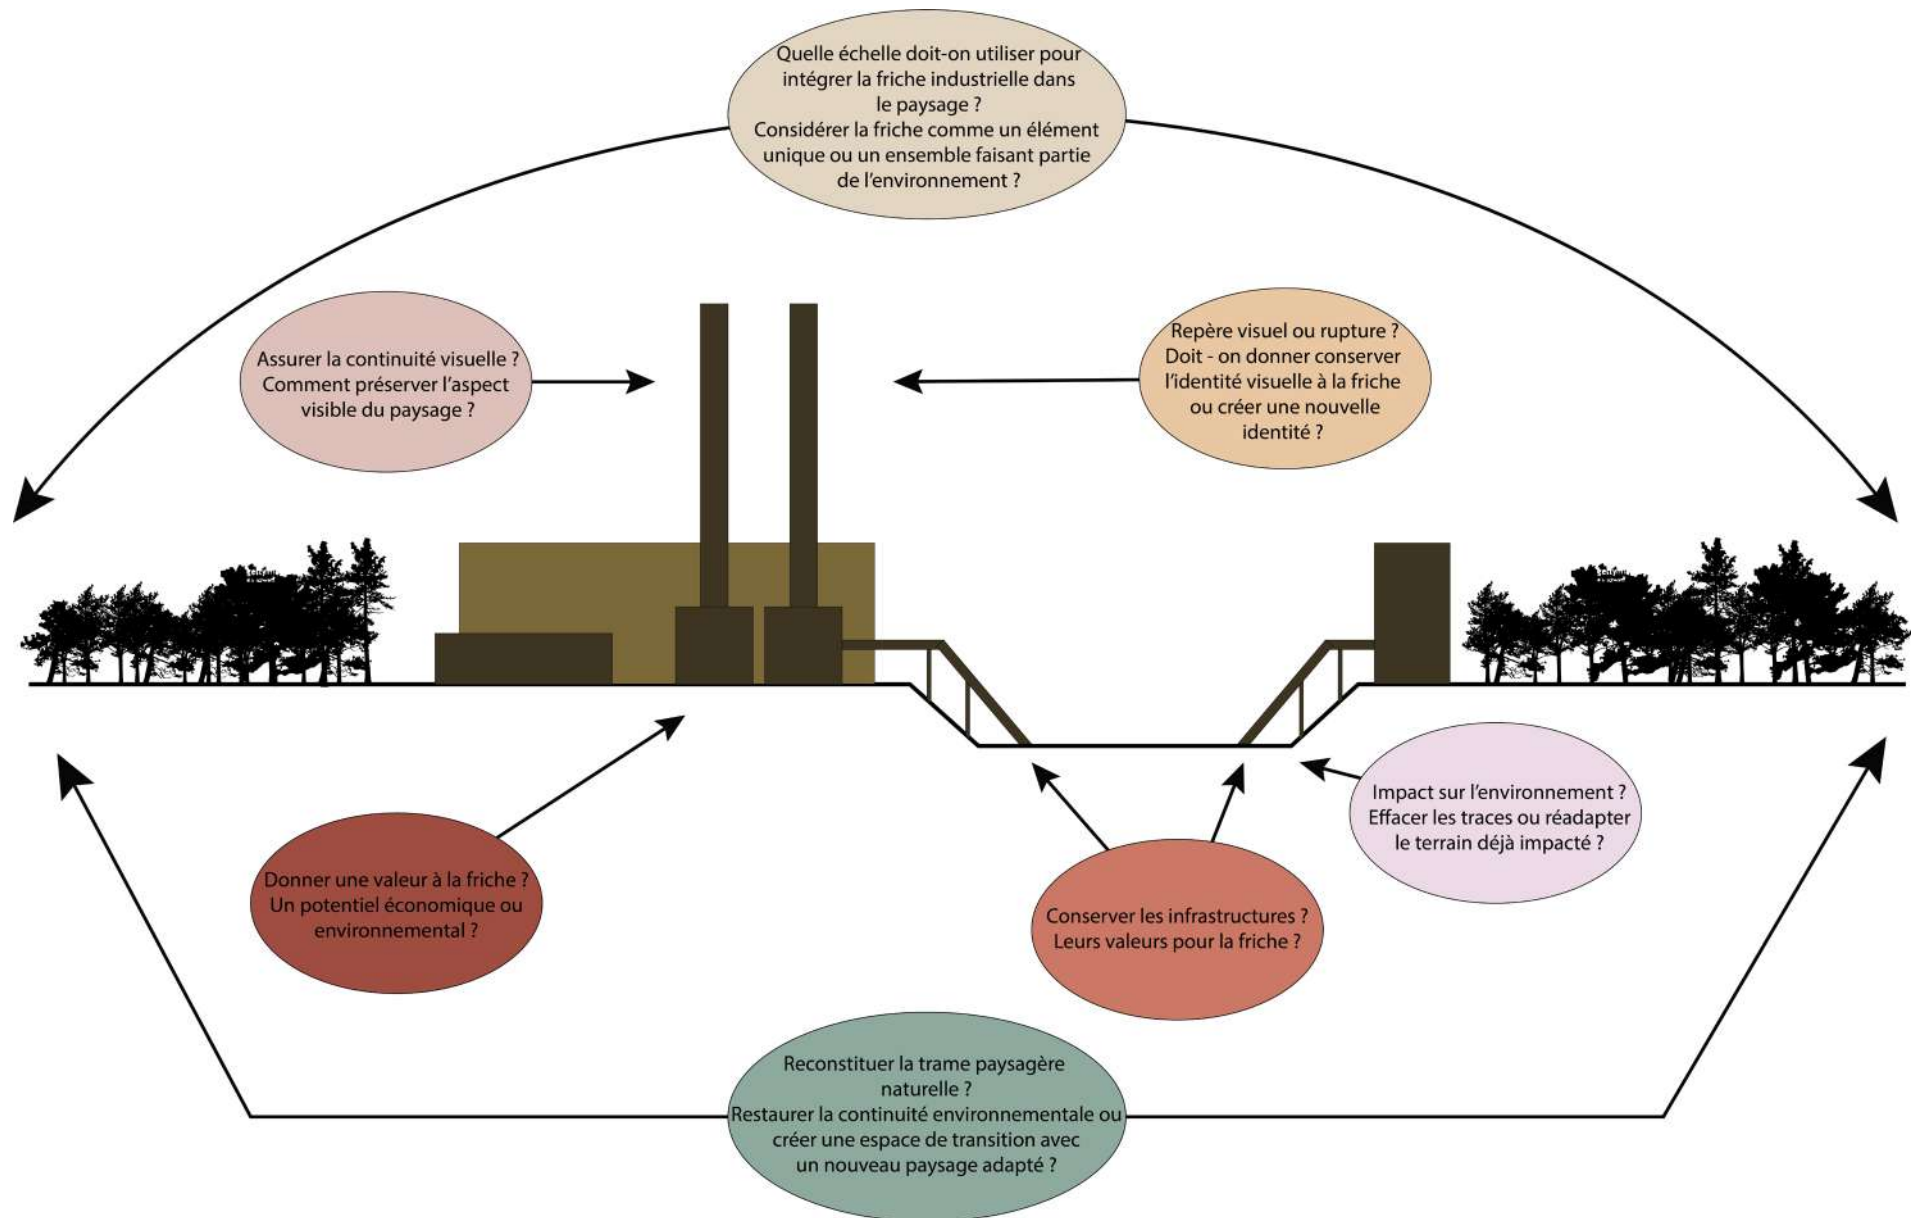 Quelle échelle doit-on utiliser pour
intégrer la friche industrielle dans
le paysage ?
Considérer la friche comme un élément
unique ou un ensemble faisant partie
de l'environnement ?
Assurer la continuité visuelle ?
Comment préserver l'aspect
visible du paysage ?
Repère visuel ou rupture ?
Doit - on donner conserver
l'identité visuelle à la friche
ou créer une nouvelle
identité ?
Impact sur l'environnement ?
Effacer les traces ou réadapter
le terrain déjà impacté ?
Donner une valeur à la friche ?
Un potentiel économique ou
environnemental ?
Conserver les infrastructures ?
Leurs valeurs pour la friche ?
Reconstituer la trame paysagère
naturelle ?
Restaurer la continuité environnementale ou
créer une espace de transition avec
un nouveau paysage adapté ?